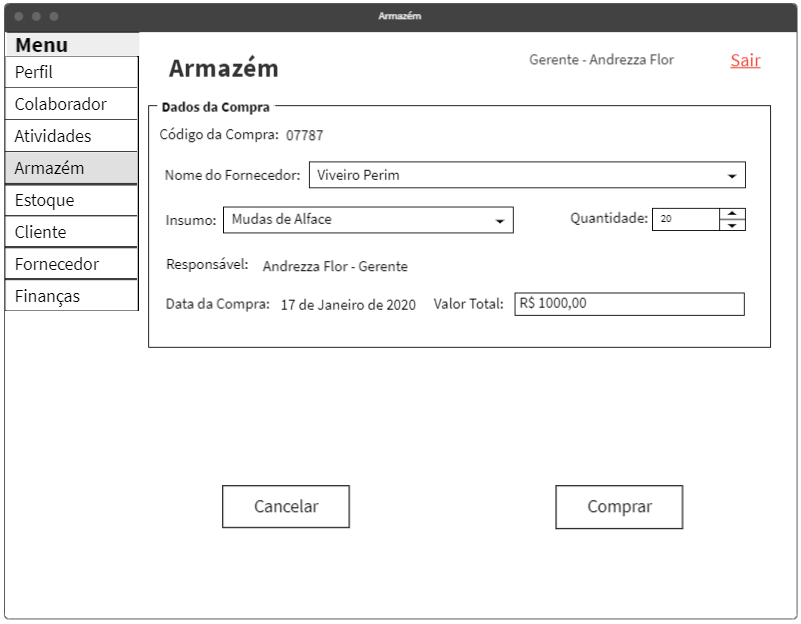 Armazém
Menu
Perfil
Colaborador
Atividades
Armazém
Estoque
Cliente
Fornecedor
Finanças
Armazém
Gerente - Andrezza Flor
Sair
Dados da Compra
Código da Compra: 07787
Nome do Fornecedor: Viveiro Perim
Insumo: Mudas de Alface Quantidade: 20
Responsável: Andrezza Flor - Gerente
Data da Compra: 17 de Janeiro de 2020 Valor Total: R$ 1000,00
Cancelar
Comprar